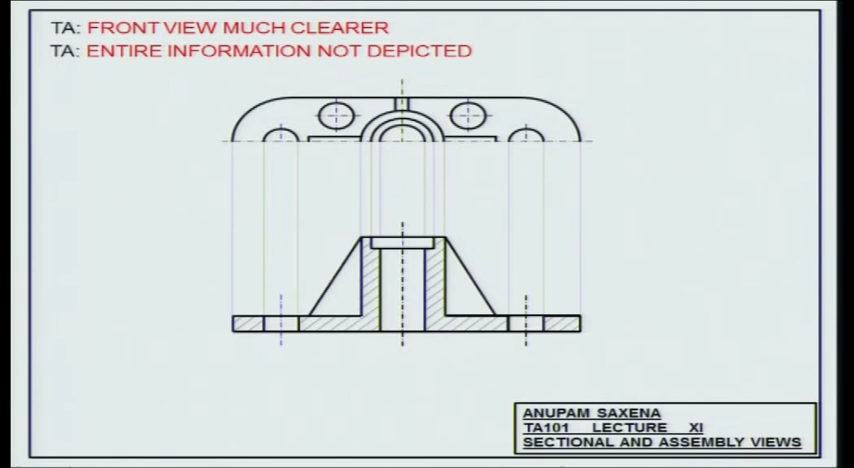 TA: FRONT VIEW MUCH CLEARER
TA: ENTIRE INFORMATION NOT DEPICTED
ANUPAM SAXENA
TA101 LECTURE XI
SECTIONAL AND ASSEMBLY VIEWS